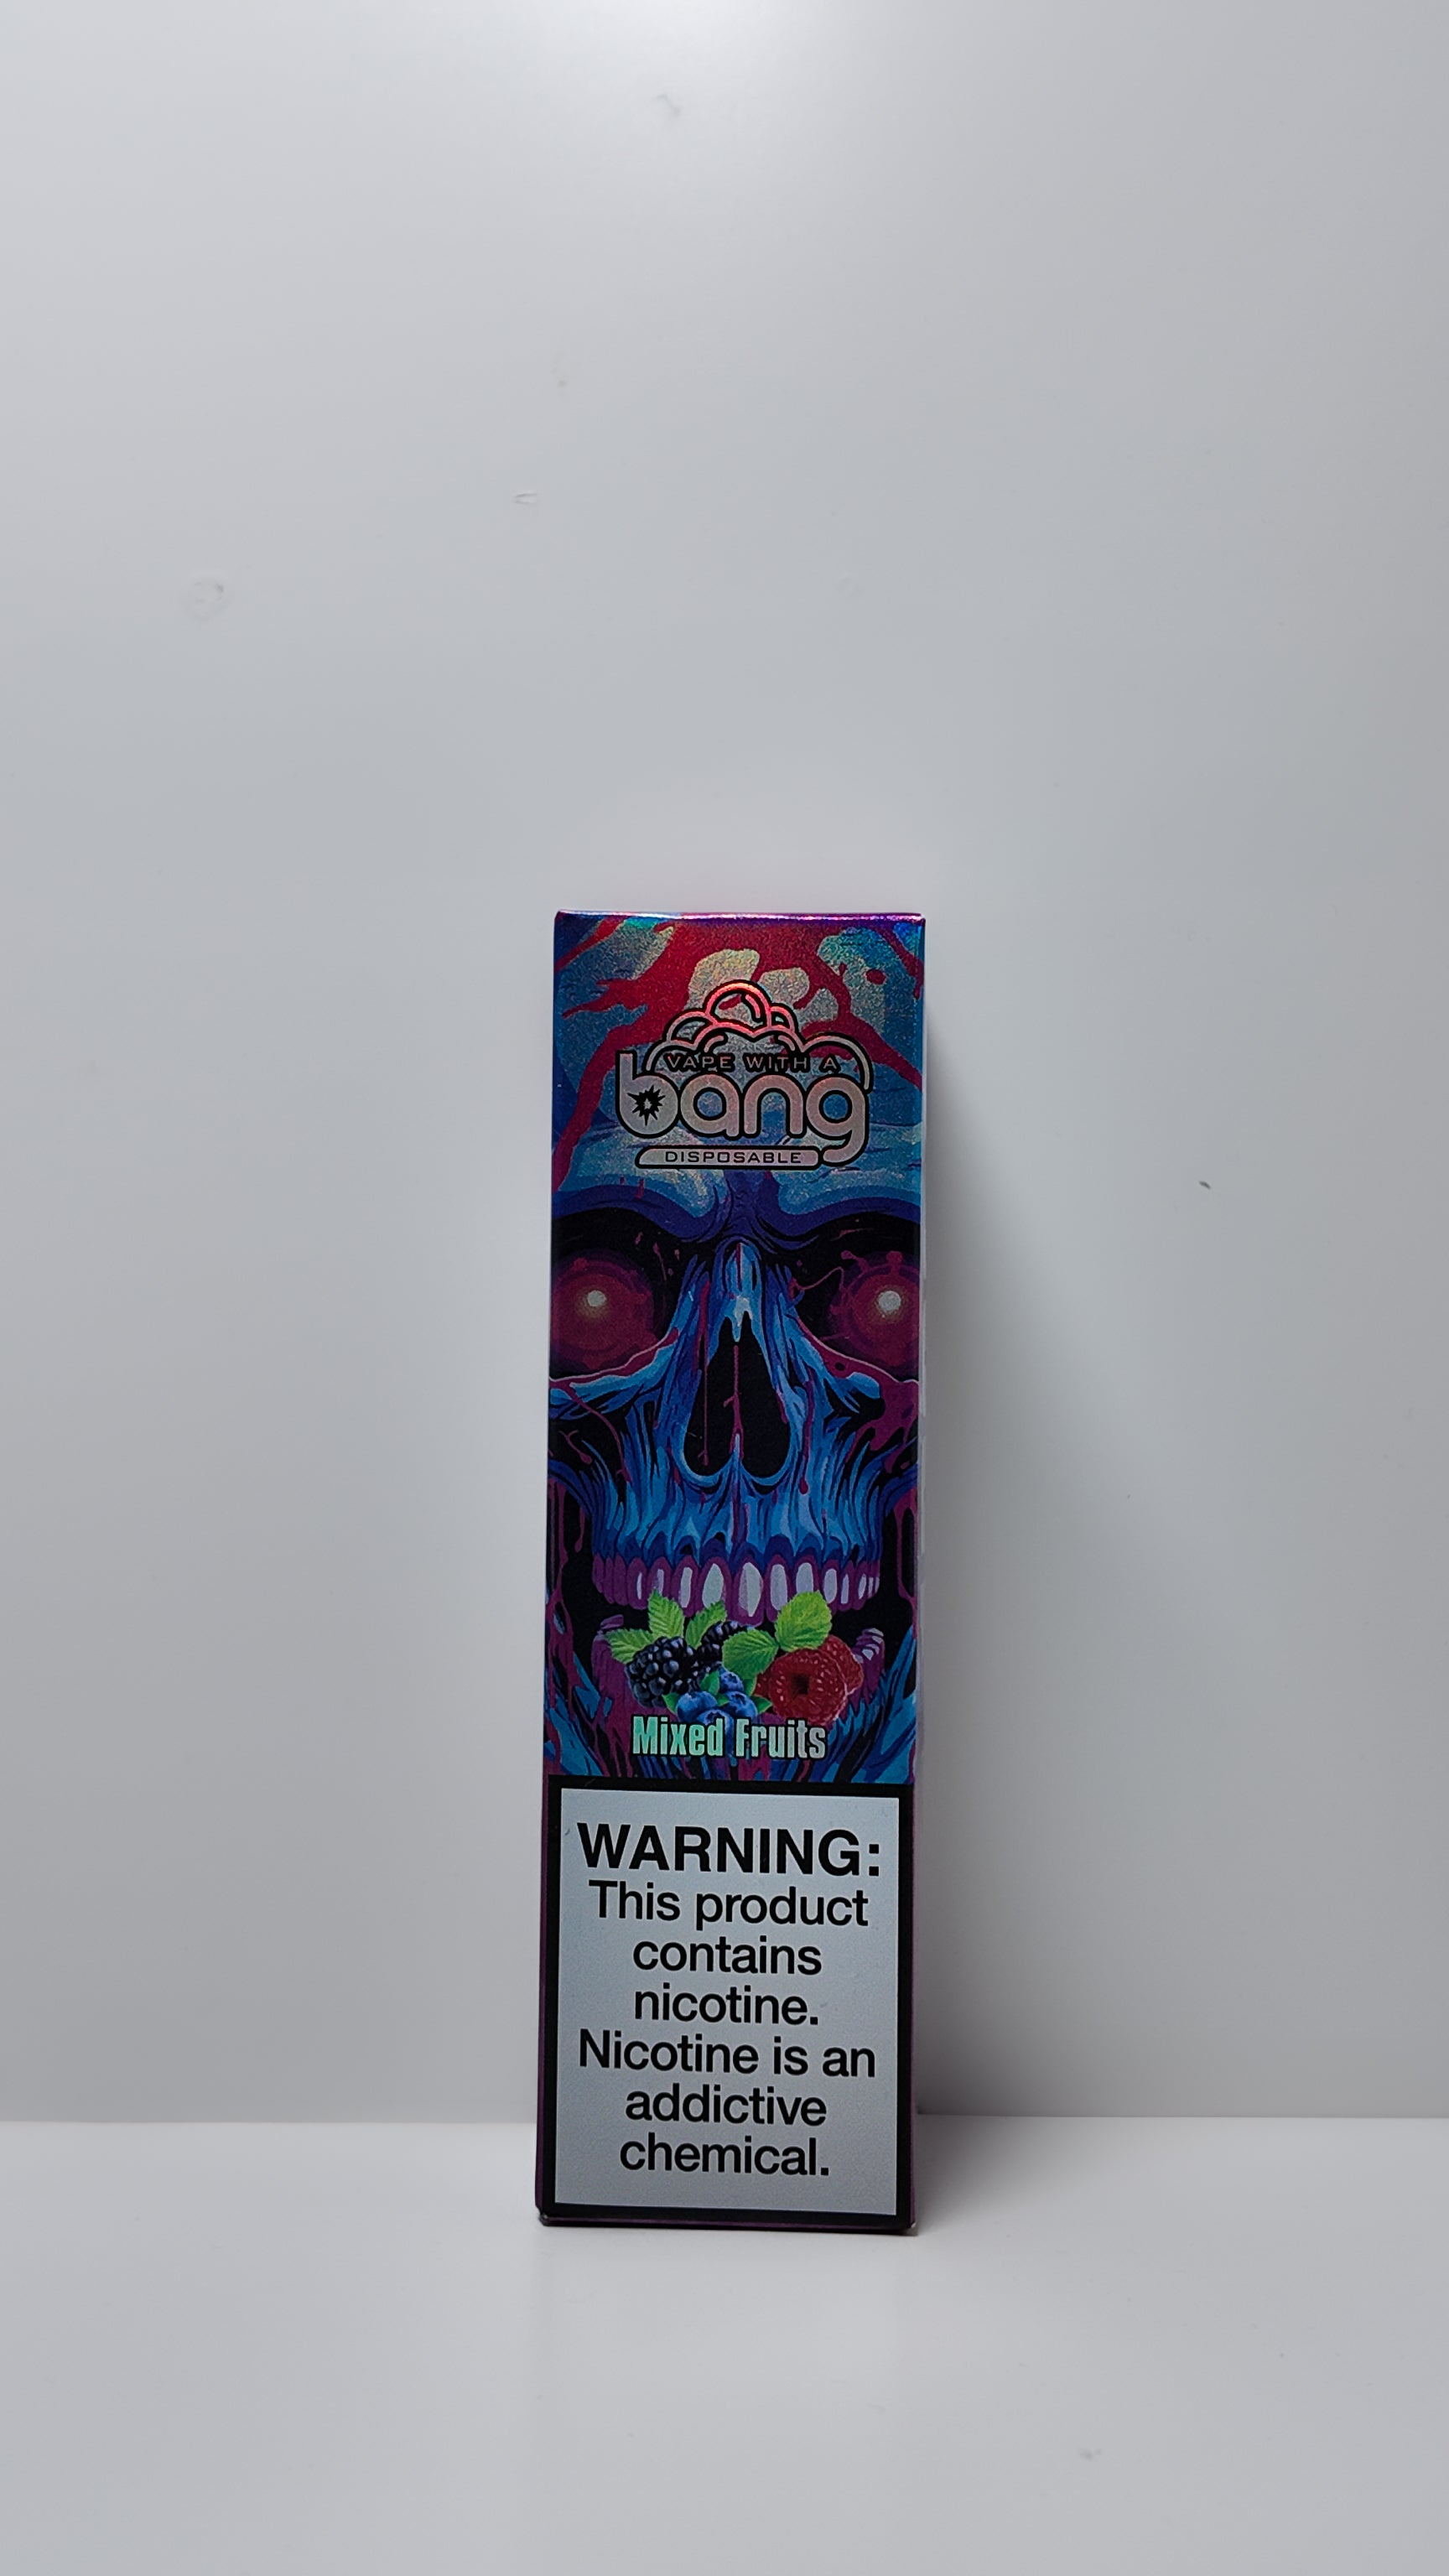 VAPE WITH A
bang
DISPOSABLE
Mixed Fruits
WARNING:
This product
contains
nicotine.
Nicotine is an
addictive
chemical.